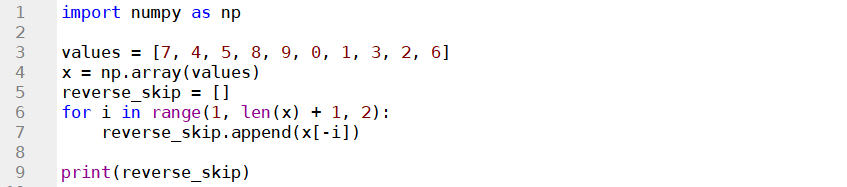 1 import numpy as np
2
3 values = [7, 4, 5, 8, 9, 0, 1, 3, 2, 6]
4 x = np.array(values)
5 reverse_skip = []
6 for i in range(1, len(x) + 1, 2):
7     reverse_skip.append(x[-i])
8
9 print(reverse_skip)